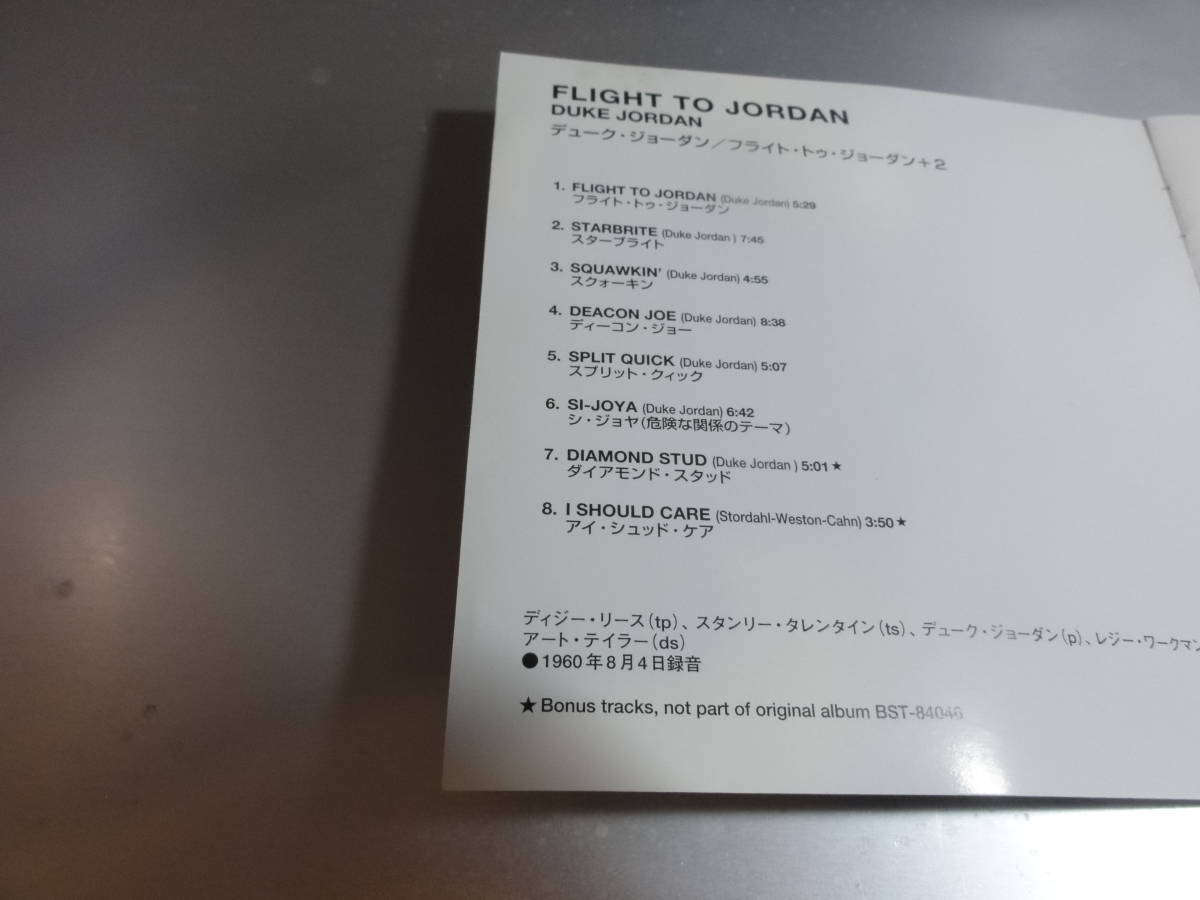 FLIGHT TO JORDAN
DUKE JORDAN
デューク・ジョーダン／フライト・トゥ・ジョーダン＋2
1. FLIGHT TO JORDAN (Duke Jordan) 5:29
フライト・トゥ・ジョーダン
2. STARBRITE (Duke Jordan ) 7:45
スターブライト
3. SQUAWKIN' (Duke Jordan) 4:55
スクォーキン
4. DEACON JOE (Duke Jordan) 8:38
ディーコン・ジョー
5. SPLIT QUICK (Duke Jordan) 5:07
スプリット・クィック
6. SI-JOYA (Duke Jordan) 6:42
シ・ジョヤ(危険な関係のテーマ)
7. DIAMOND STUD (Duke Jordan ) 5:01★
ダイアモンド・スタッド
8. I SHOULD CARE (Stordahl-Weston-Cahn) 3:50★
アイ・シュッド・ケア
ディジー・リース(tp)、スタンリー・タレンタイン(ts)、デューク・ジョーダン(p)、レジー・ワークマン
アート・テイラー(ds)
●1960年8月4日録音
★Bonus tracks, not part of original album BST-84046